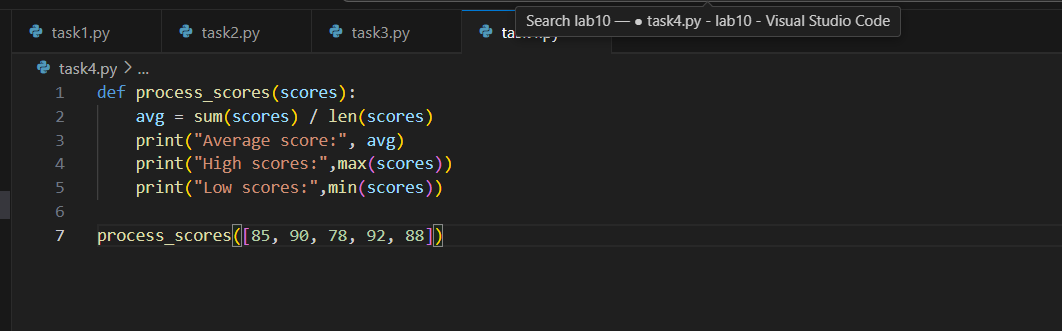 Search lab10 — ● task4.py - lab10 - Visual Studio Code
task1.py
task2.py
task3.py
task4.py > ...
1 def process_scores(scores):
2     avg = sum(scores) / len(scores)
3     print("Average score:", avg)
4     print("High scores:",max(scores))
5     print("Low scores:",min(scores))
6
7 process_scores([85, 90, 78, 92, 88])